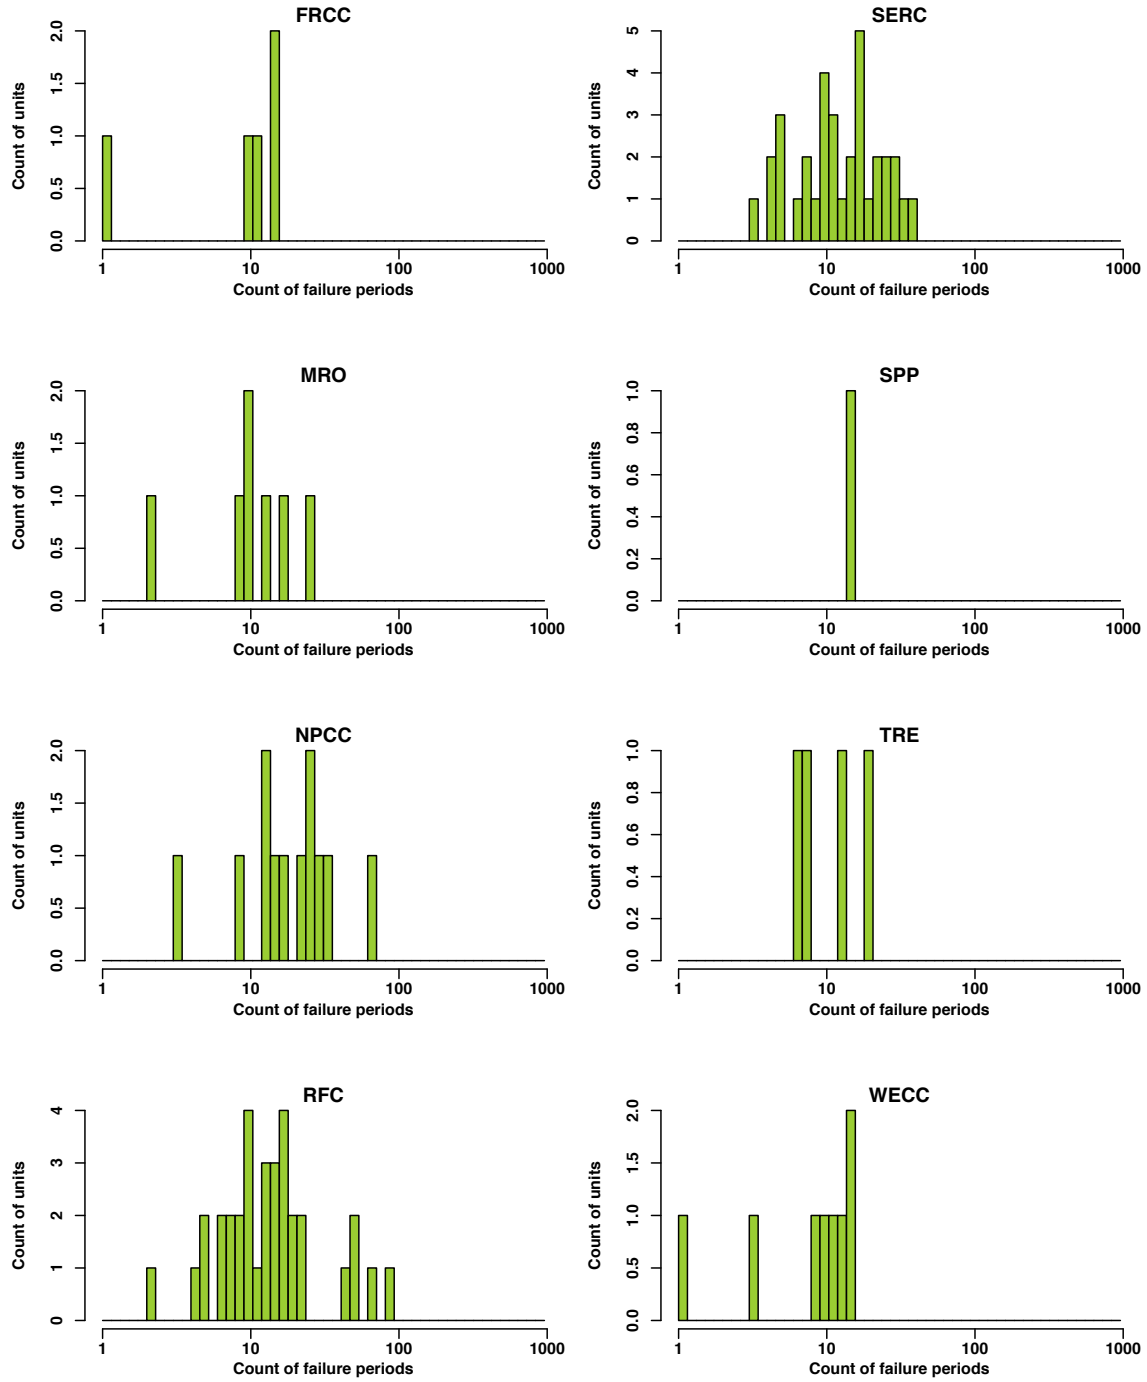 FRCC
Count of units
0.0 0.5 1.0 1.5 2.0
1 10 100 1000
Count of failure periods
SERC
Count of units
0 1 2 3 4 5
1 10 100 1000
Count of failure periods
MRO
Count of units
0.0 0.5 1.0 1.5 2.0
1 10 100 1000
Count of failure periods
SPP
Count of units
0.0 0.2 0.4 0.6 0.8 1.0
1 10 100 1000
Count of failure periods
NPCC
Count of units
0.0 0.5 1.0 1.5 2.0
1 10 100 1000
Count of failure periods
TRE
Count of units
0.0 0.2 0.4 0.6 0.8 1.0
1 10 100 1000
Count of failure periods
RFC
Count of units
0 1 2 3 4
1 10 100 1000
Count of failure periods
WECC
Count of units
0.0 0.5 1.0 1.5 2.0
1 10 100 1000
Count of failure periods